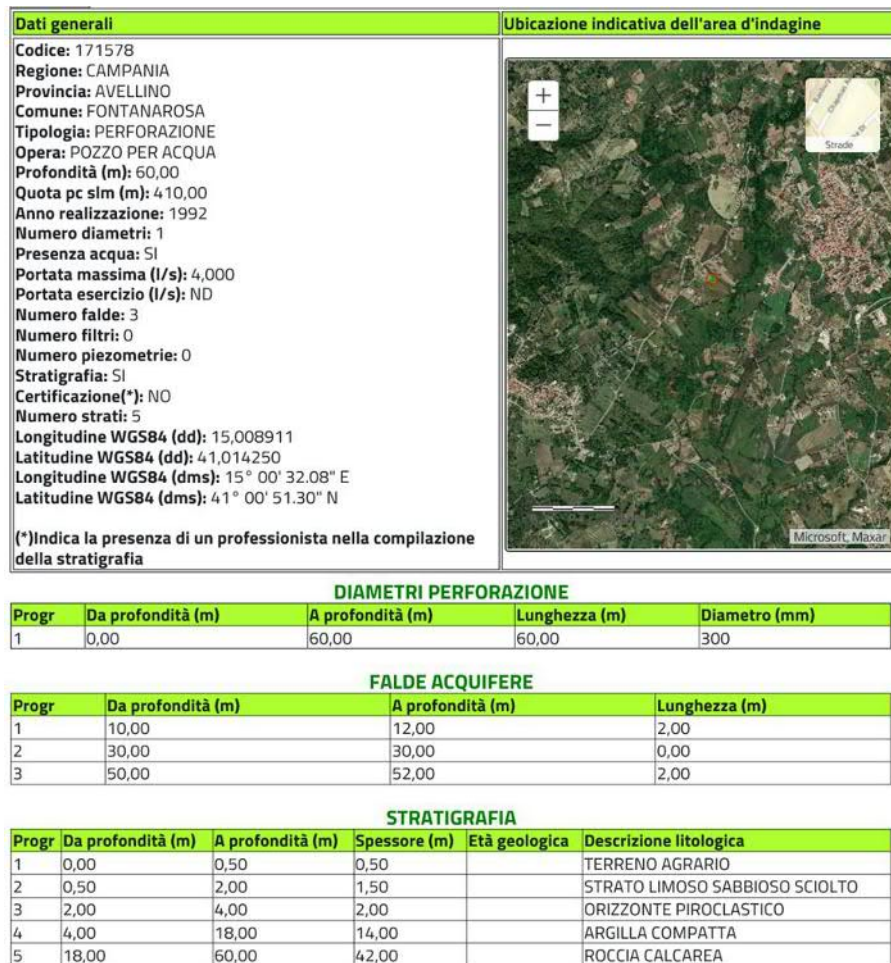 Dati generali
Ubicazione indicativa dell'area d'indagine
Codice: 171578
Regione: CAMPANIA
Provincia: AVELLINO
Comune: FONTANAROSA
Tipologia: PERFORAZIONE
Opera: POZZO PER ACQUA
Profondità (m): 60,00
Quota pc slm (m): 410,00
Anno realizzazione: 1992
Numero diametri: 1
Presenza acqua: SI
Portata massima (l/s): 4,000
Portata esercizio (l/s): ND
Numero falde: 3
Numero filtri: 0
Numero piezometrie: 0
Stratigrafia: SI
Certificazione(*): NO
Numero strati: 5
Longitudine WGS84 (dd): 15,008911
Latitudine WGS84 (dd): 41,014250
Longitudine WGS84 (dms): 15° 00' 32.08" E
Latitudine WGS84 (dms): 41° 00' 51.30" N
(*)Indica la presenza di un professionista nella compilazione
della stratigrafia
+
−
Strade
Microsoft, Maxar
DIAMETRI PERFORAZIONE
Progr Da profondità (m) A profondità (m) Lunghezza (m) Diametro (mm)
1 0,00 60,00 60,00 300
FALDE ACQUIFERE
Progr Da profondità (m) A profondità (m) Lunghezza (m)
1 10,00 12,00 2,00
2 30,00 30,00 0,00
3 50,00 52,00 2,00
STRATIGRAFIA
Progr Da profondità (m) A profondità (m) Spessore (m) Età geologica Descrizione litologica
1 0,00 0,50 0,50 TERRENO AGRARIO
2 0,50 2,00 1,50 STRATO LIMOSO SABBIOSO SCIOLTO
3 2,00 4,00 2,00 ORIZZONTE PIROCLASTICO
4 4,00 18,00 14,00 ARGILLA COMPATTA
5 18,00 60,00 42,00 ROCCIA CALCAREA